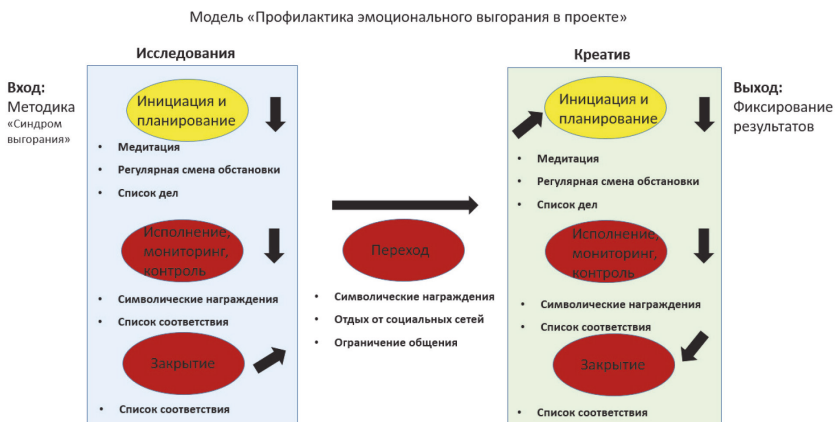 Модель «Профилактика эмоционального выгорания в проекте»
Вход:
Методика
«Синдром
выгорания»
Исследования
Инициация и
планирование
• Медитация
• Регулярная смена обстановки
• Список дел
Исполнение,
мониторинг,
контроль
• Символические награждения
• Список соответствия
Закрытие
• Список соответствия
Переход
• Символические награждения
• Отдых от социальных сетей
• Ограничение общения
Креатив
Инициация и
планирование
• Медитация
• Регулярная смена обстановки
• Список дел
Исполнение,
мониторинг,
контроль
• Символические награждения
• Список соответствия
Закрытие
• Список соответствия
Выход:
Фиксирование
результатов